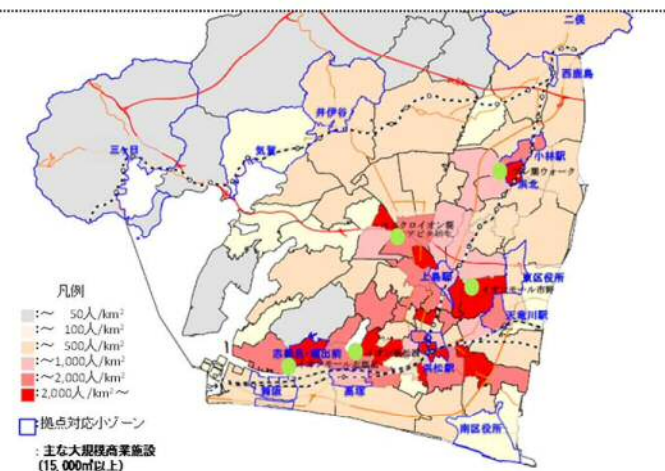 二俣
西鹿島
井伊谷
三ケ日
気賀
小林駅
浜北
上島駅
東区役所
天竜川駅
浜松駅
舞阪
高塚
南区役所
凡例
:～ 50人/km²
:～ 100人/km²
:～ 500人/km²
:～1,000人/km²
:～2,000人/km²
:2,000人/km²～
:拠点対応小ゾーン
:主な大規模商業施設
(15,000㎡以上)